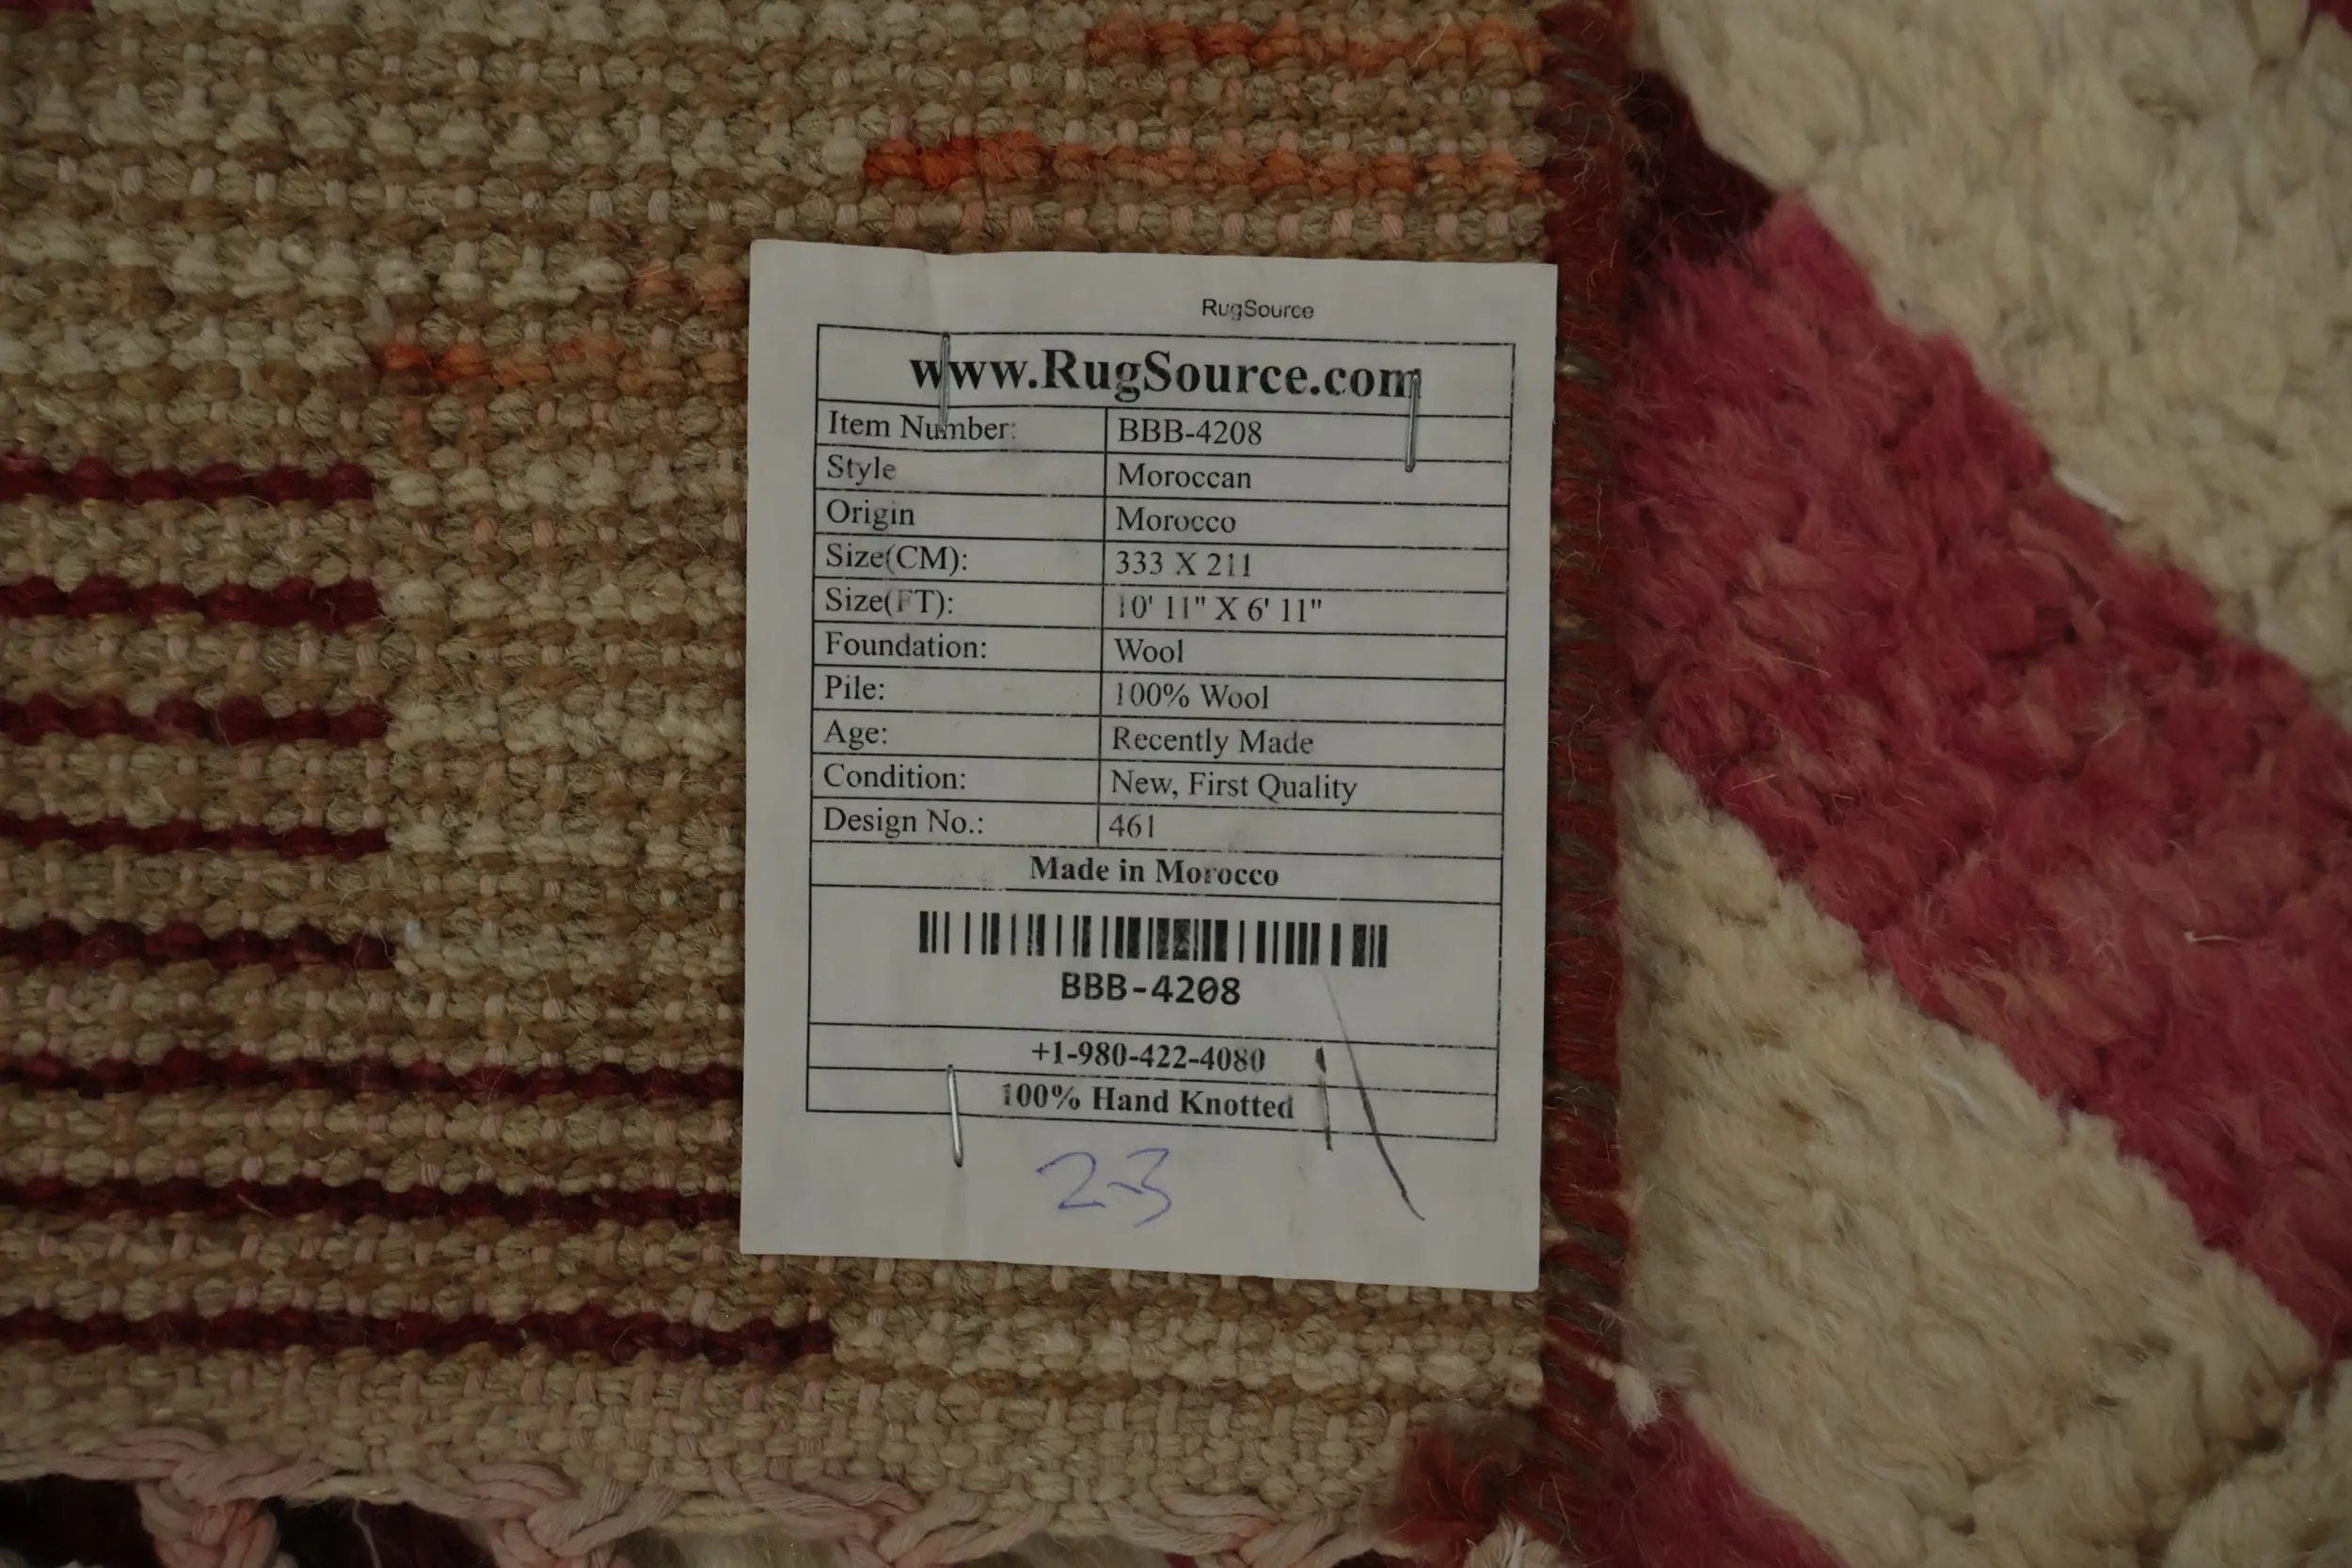 RugSource
www.RugSource.com
Item Number: BBB-4208
Style Moroccan
Origin Morocco
Size(CM): 333 X 211
Size(FT): 10' 11" X 6' 11"
Foundation: Wool
Pile: 100% Wool
Age: Recently Made
Condition: New, First Quality
Design No.: 461
Made in Morocco
BBB-4208
+1-980-422-4080
100% Hand Knotted
2-3